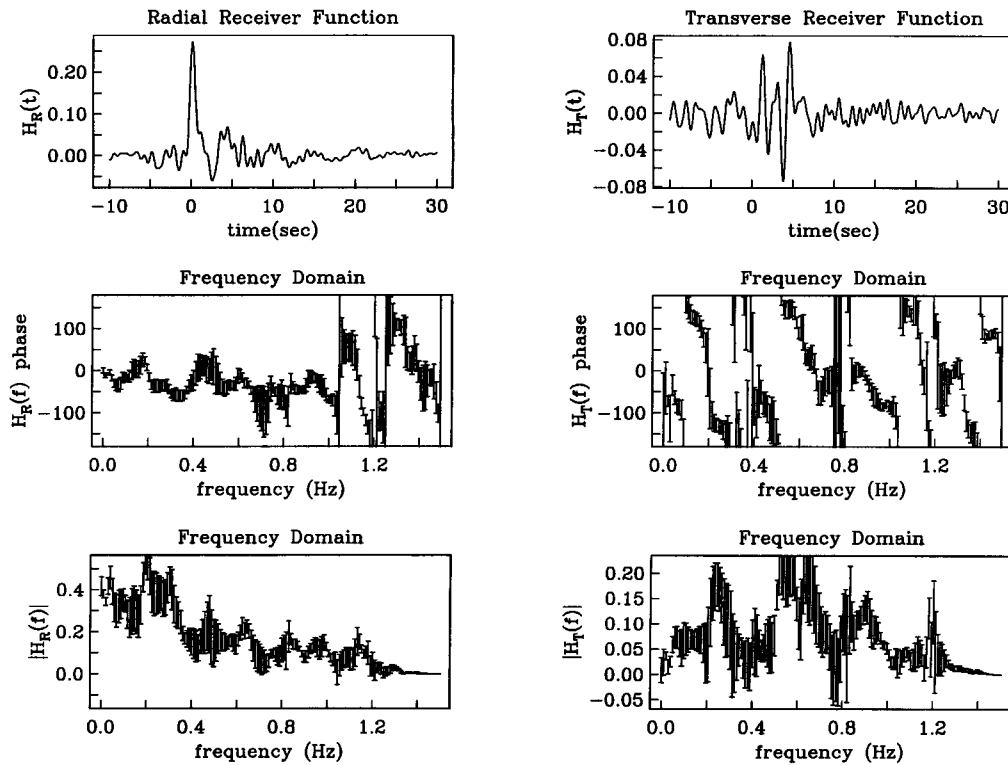 Radial Receiver Function
Transverse Receiver Function
H_R(t)
0.20
0.10
0.00
−10 0 10 20 30
time(sec)
H_T(t)
0.08
0.04
0.00
−0.04
−0.08
−10 0 10 20 30
time(sec)
Frequency Domain
Frequency Domain
H_R(f) phase
100
0
−100
0.0 0.4 0.8 1.2
frequency (Hz)
H_T(f) phase
100
0
−100
0.0 0.4 0.8 1.2
frequency (Hz)
Frequency Domain
Frequency Domain
|H_R(f)|
0.4
0.2
0.0
0.0 0.4 0.8 1.2
frequency (Hz)
|H_T(f)|
0.20
0.15
0.10
0.05
0.00
−0.05
0.0 0.4 0.8 1.2
frequency (Hz)